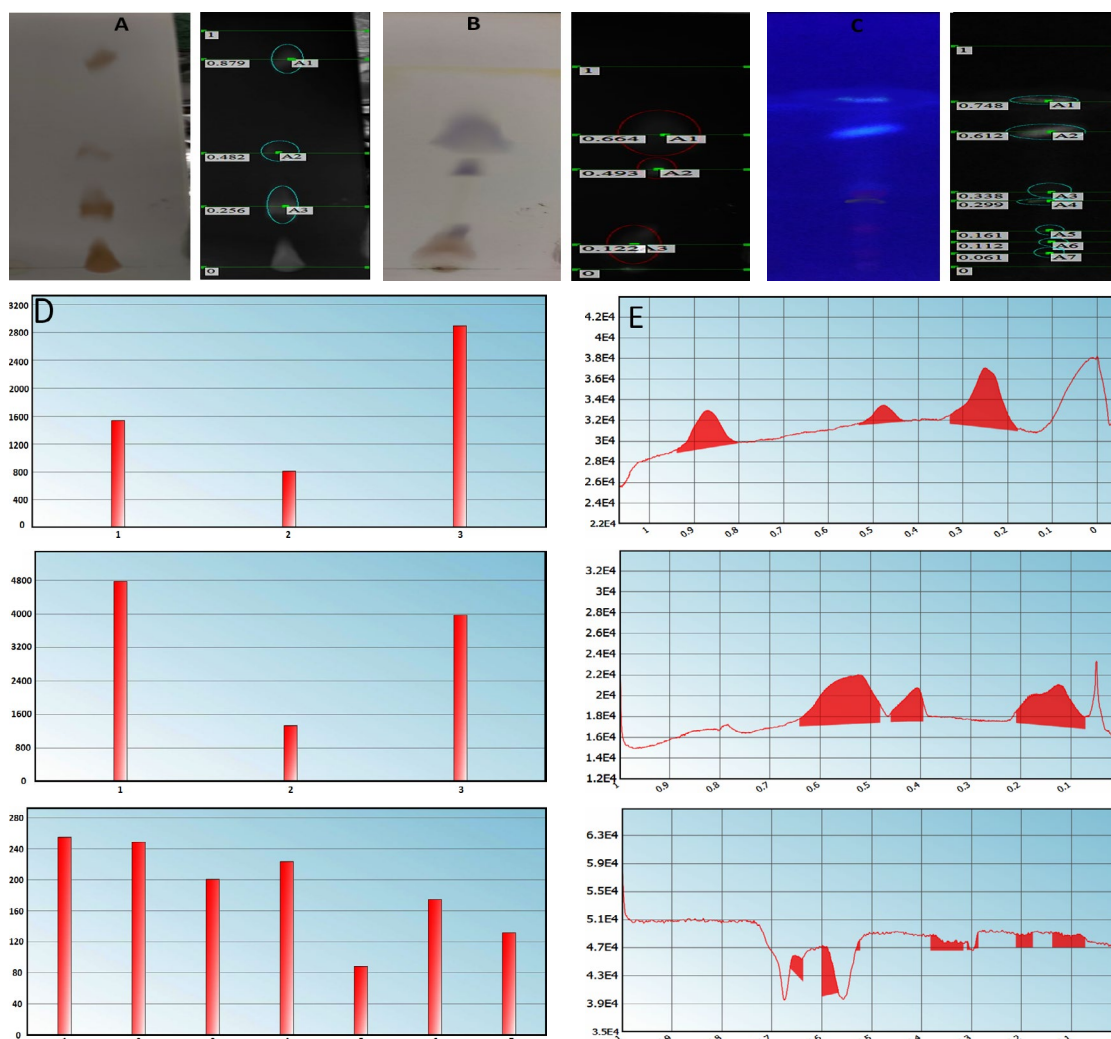 A
1
0.879 A1
0.482 A2
0.256 A3
0
B
1
0.664 A1
0.493 A2
0.122 A3
0
C
1
0.748 A1
0.612 A2
0.338 A3
0.299 A4
0.161 A5
0.112 A6
0.061 A7
0
D
3200
2800
2400
2000
1600
1200
800
400
0
1 2 3
E
4.2E4
4E4
3.8E4
3.6E4
3.4E4
3.2E4
3E4
2.8E4
2.6E4
2.4E4
2.2E4
1 0.9 0.8 0.7 0.6 0.5 0.4 0.3 0.2 0.1 0
4800
4000
3200
2400
1600
800
0
1 2 3
3.2E4
3E4
2.8E4
2.6E4
2.4E4
2.2E4
2E4
1.8E4
1.6E4
1.4E4
1.2E4
1 0.9 0.8 0.7 0.6 0.5 0.4 0.3 0.2 0.1
280
240
200
160
120
80
40
0
6.3E4
5.9E4
5.5E4
5.1E4
4.7E4
4.3E4
3.9E4
3.5E4